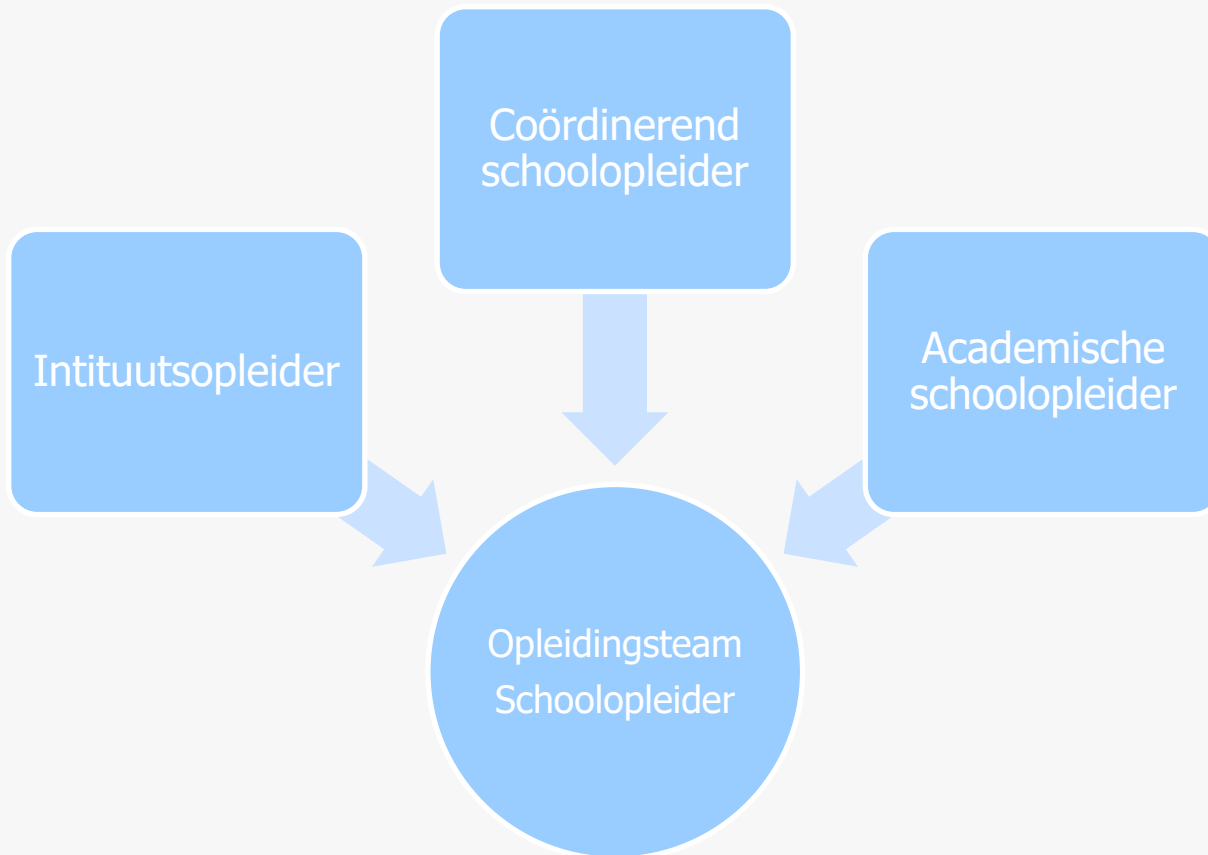 Coördinerend
schoolopleider
Intituutsopleider
Academische
schoolopleider
Opleidingsteam
Schoolopleider